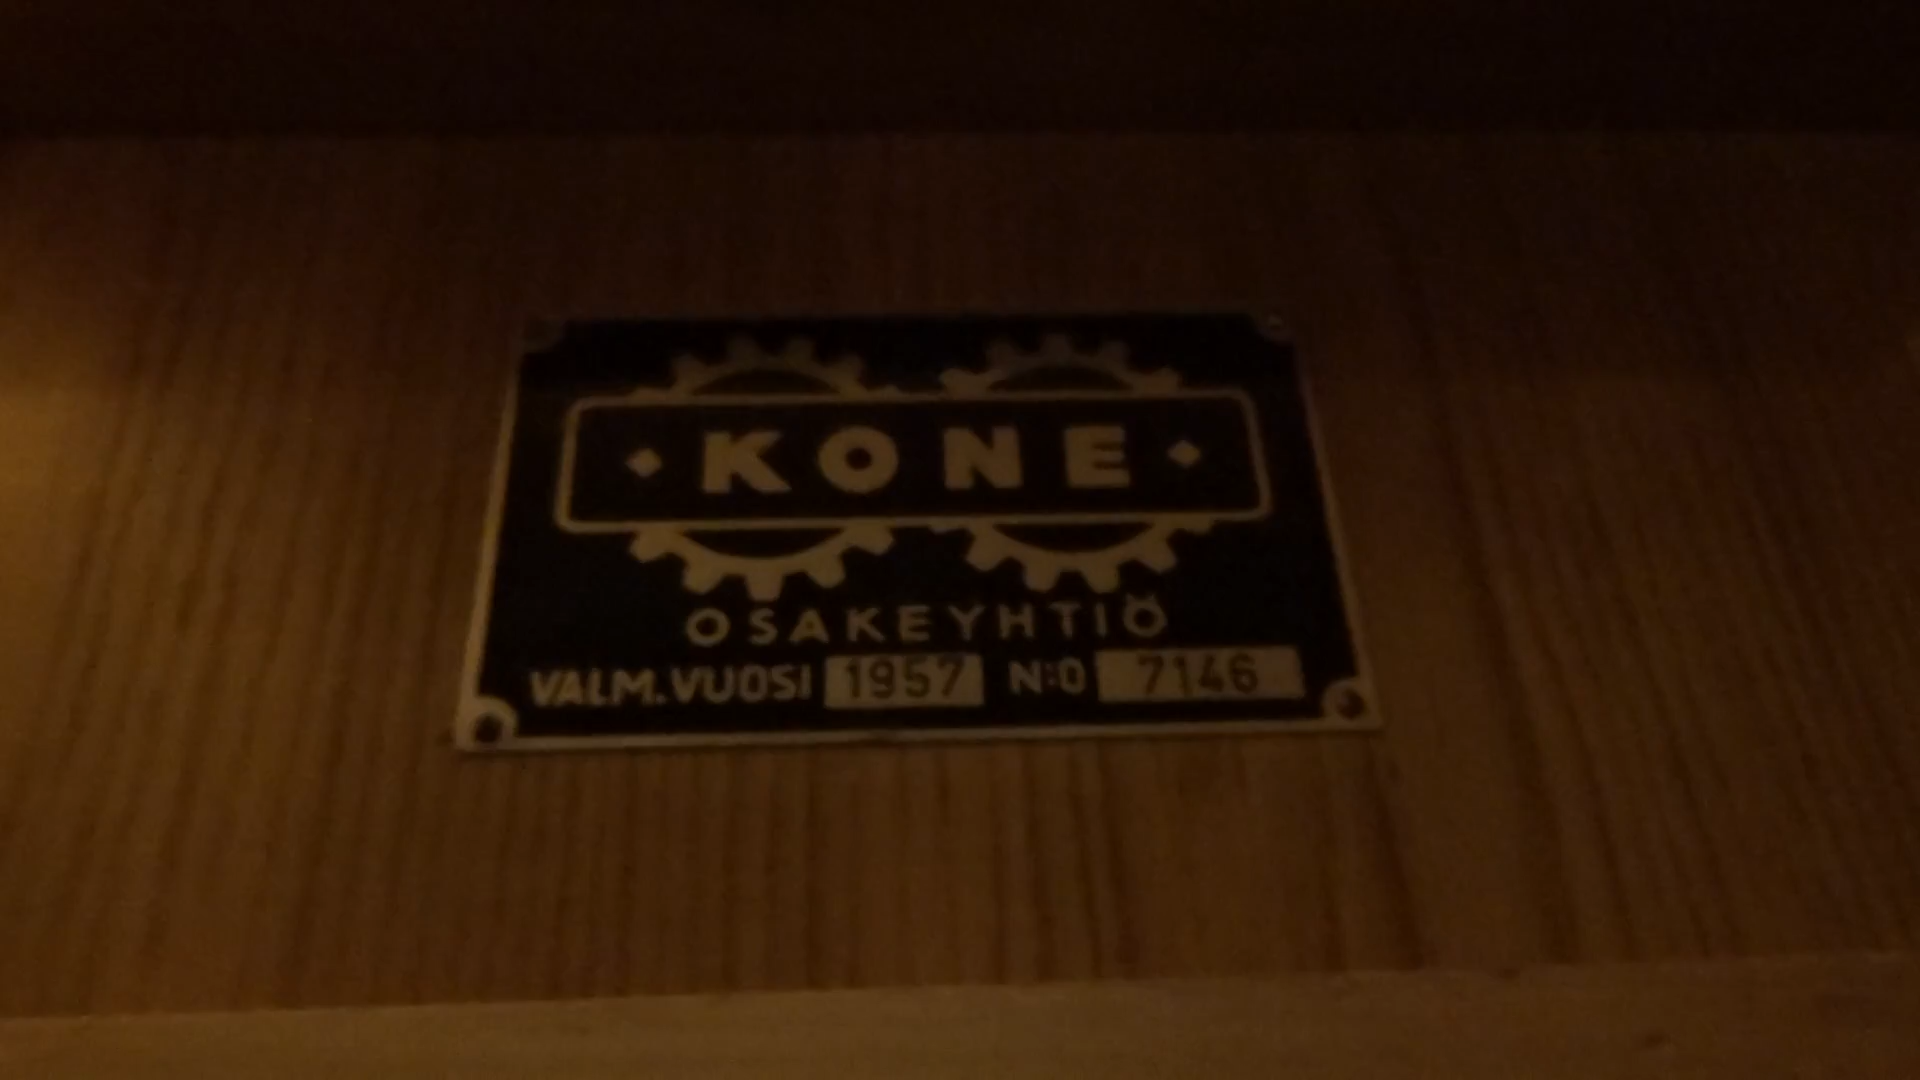 · KONE ·
OSAKEYHTIÖ
VALM.VUOSI 1957 N:O 7146